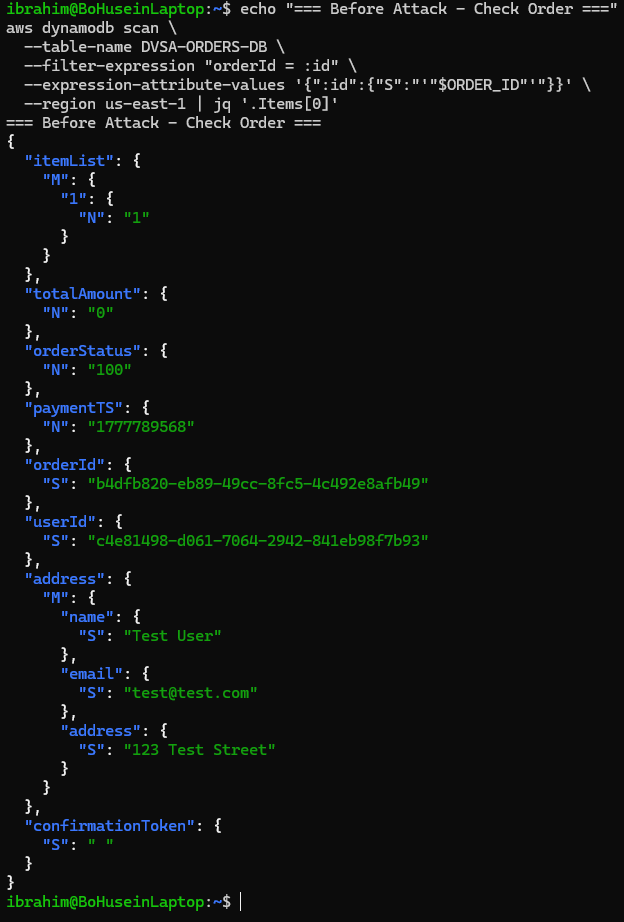 ibrahim@BoHuseinLaptop:~$ echo "=== Before Attack - Check Order ==="
aws dynamodb scan \
  --table-name DVSA-ORDERS-DB \
  --filter-expression "orderId = :id" \
  --expression-attribute-values '{":id":{"S":"'"$ORDER_ID"'"}}' \
  --region us-east-1 | jq '.Items[0]'
=== Before Attack - Check Order ===
{
  "itemList": {
    "M": {
      "1": {
        "N": "1"
      }
    }
  },
  "totalAmount": {
    "N": "0"
  },
  "orderStatus": {
    "N": "100"
  },
  "paymentTS": {
    "N": "1777789568"
  },
  "orderId": {
    "S": "b4dfb820-eb89-49cc-8fc5-4c492e8afb49"
  },
  "userId": {
    "S": "c4e81498-d061-7064-2942-841eb98f7b93"
  },
  "address": {
    "M": {
      "name": {
        "S": "Test User"
      },
      "email": {
        "S": "test@test.com"
      },
      "address": {
        "S": "123 Test Street"
      }
    }
  },
  "confirmationToken": {
    "S": " "
  }
}
ibrahim@BoHuseinLaptop:~$